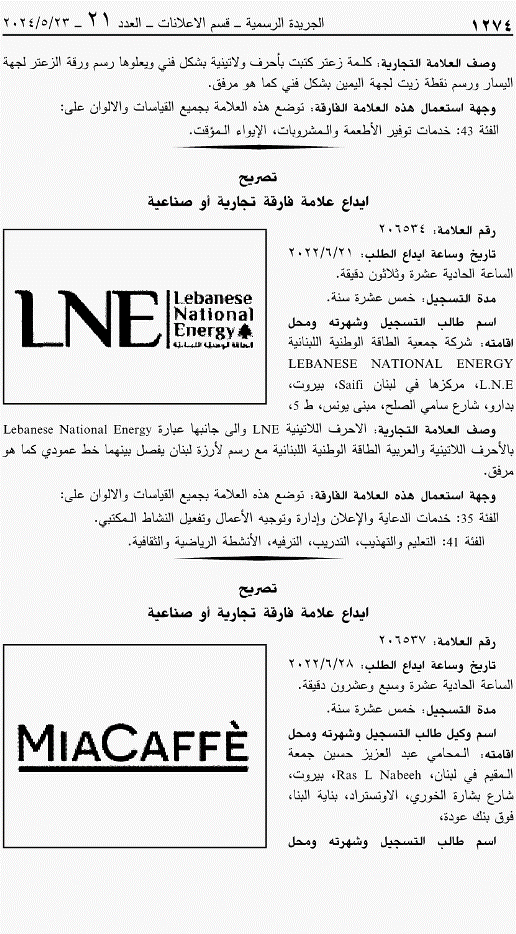 ١٢٧٤
الجريدة الرسمية ــ قسم الاعلانات ــ العدد ٢١ ــ ٢٠٢٤/٥/٢٣
وصف العلامة التجارية: كلمة زعتر كتبت بأحرف ولاتينية بشكل فني ويعلوها رسم ورقة الزعتر لجهة
اليسار ورسم نقطة زيت لجهة اليمين بشكل فني كما هو مرفق.
وجهة استعمال هذه العلامة الفارقة: توضع هذه العلامة بجميع القياسات والالوان على:
الفئة 43: خدمات توفير الأطعمة والمشروبات، الإيواء المؤقت.
تصريح
ايداع علامة فارقة تجارية أو صناعية
رقم العلامة: ٢٠٦٥٣٤
تاريخ وساعة ايداع الطلب: ٢٠٢٢/٦/٢١
الساعة الحادية عشرة وثلاثون دقيقة.
مدة التسجيل: خمس عشرة سنة.
اسم طالب التسجيل وشهرته ومحل
اقامته: شركة جمعية الطاقة الوطنية اللبنانية
LEBANESE NATIONAL ENERGY
L.N.E، مركزها في لبنان Saifi، بيروت،
بدارو، شارع سامي الصلح، مبنى يونس، ط 5،
LNE
Lebanese
National
Energy
الطاقة الوطنية اللبنانية
وصف العلامة التجارية: الاحرف اللاتينية LNE والى جانبها عبارة Lebanese National Energy
بالأحرف اللاتينية والعربية الطاقة الوطنية اللبنانية مع رسم لأرزة لبنان يفصل بينهما خط عمودي كما هو
مرفق.
وجهة استعمال هذه العلامة الفارقة: توضع هذه العلامة بجميع القياسات والالوان على:
الفئة 35: خدمات الدعاية والإعلان وإدارة وتوجيه الأعمال وتفعيل النشاط المكتبي.
الفئة 41: التعليم والتهذيب، التدريب، الترفيه، الأنشطة الرياضية والثقافية.
تصريح
ايداع علامة فارقة تجارية أو صناعية
رقم العلامة: ٢٠٦٥٣٧
تاريخ وساعة ايداع الطلب: ٢٠٢٢/٦/٢٨
الساعة الحادية عشرة وسبع وعشرون دقيقة.
مدة التسجيل: خمس عشرة سنة.
اسم وكيل طالب التسجيل وشهرته ومحل
اقامته: المحامي عبد العزيز حسين جمعة
المقيم في لبنان، Ras L Nabeeh، بيروت،
شارع بشارة الخوري، الاوتستراد، بناية البنا،
فوق بنك عودة،
اسم طالب التسجيل وشهرته ومحل
MIACAFFÈ